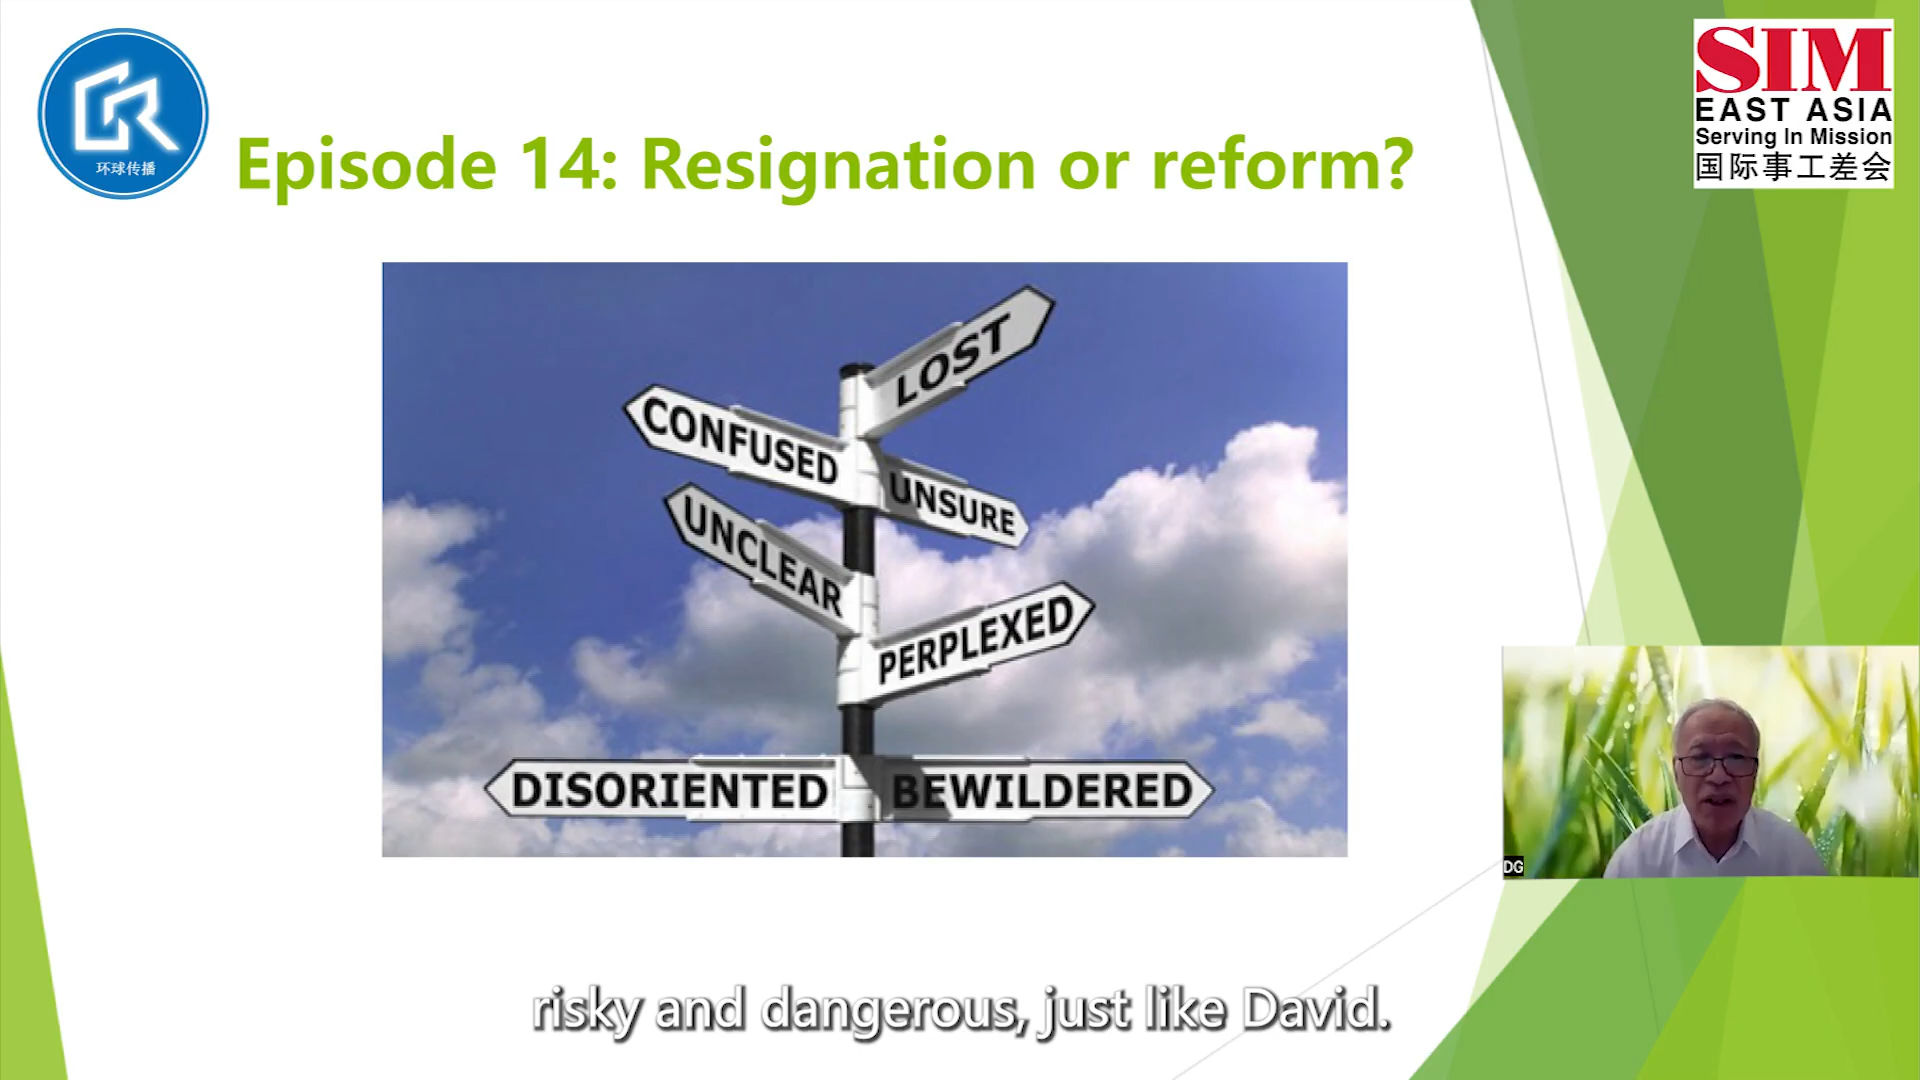 环球传播
Episode 14: Resignation or reform?
SIM
EAST ASIA
Serving In Mission
国际事工差会
LOST
CONFUSED
UNSURE
UNCLEAR
PERPLEXED
DISORIENTED
BEWILDERED
DG
risky and dangerous, just like David.